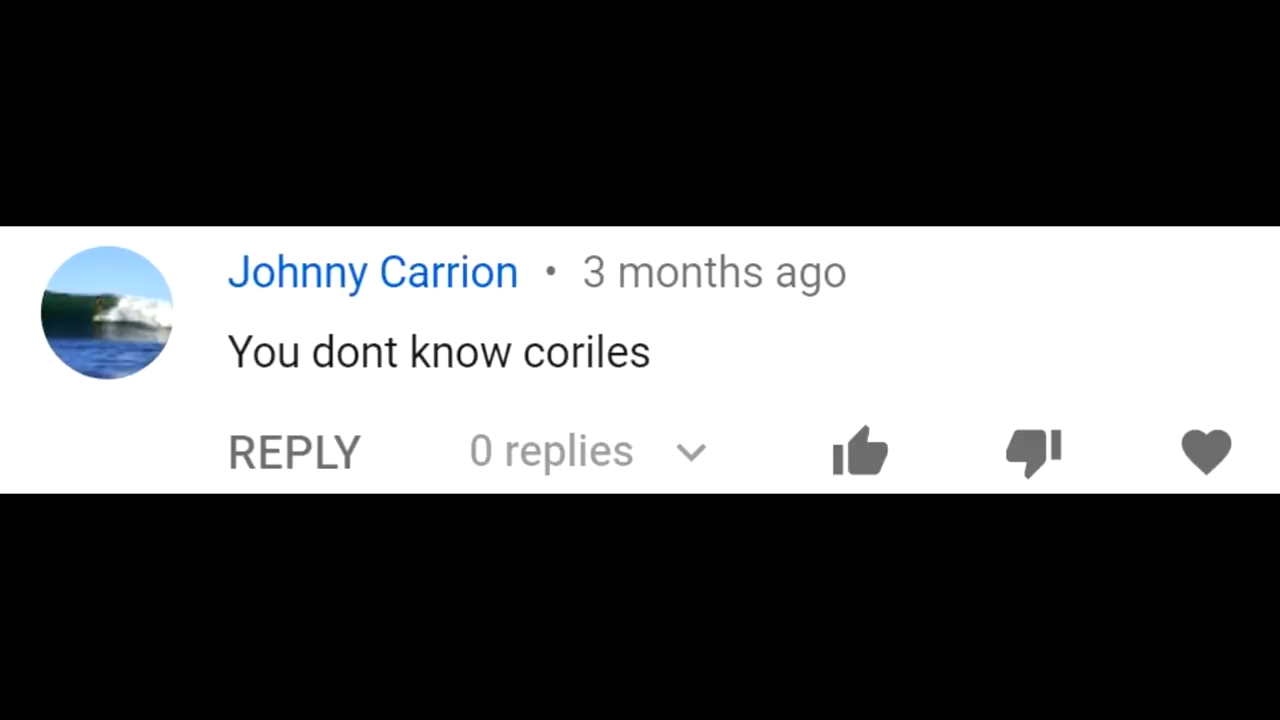 Johnny Carrion • 3 months ago
You dont know coriles
REPLY 0 replies